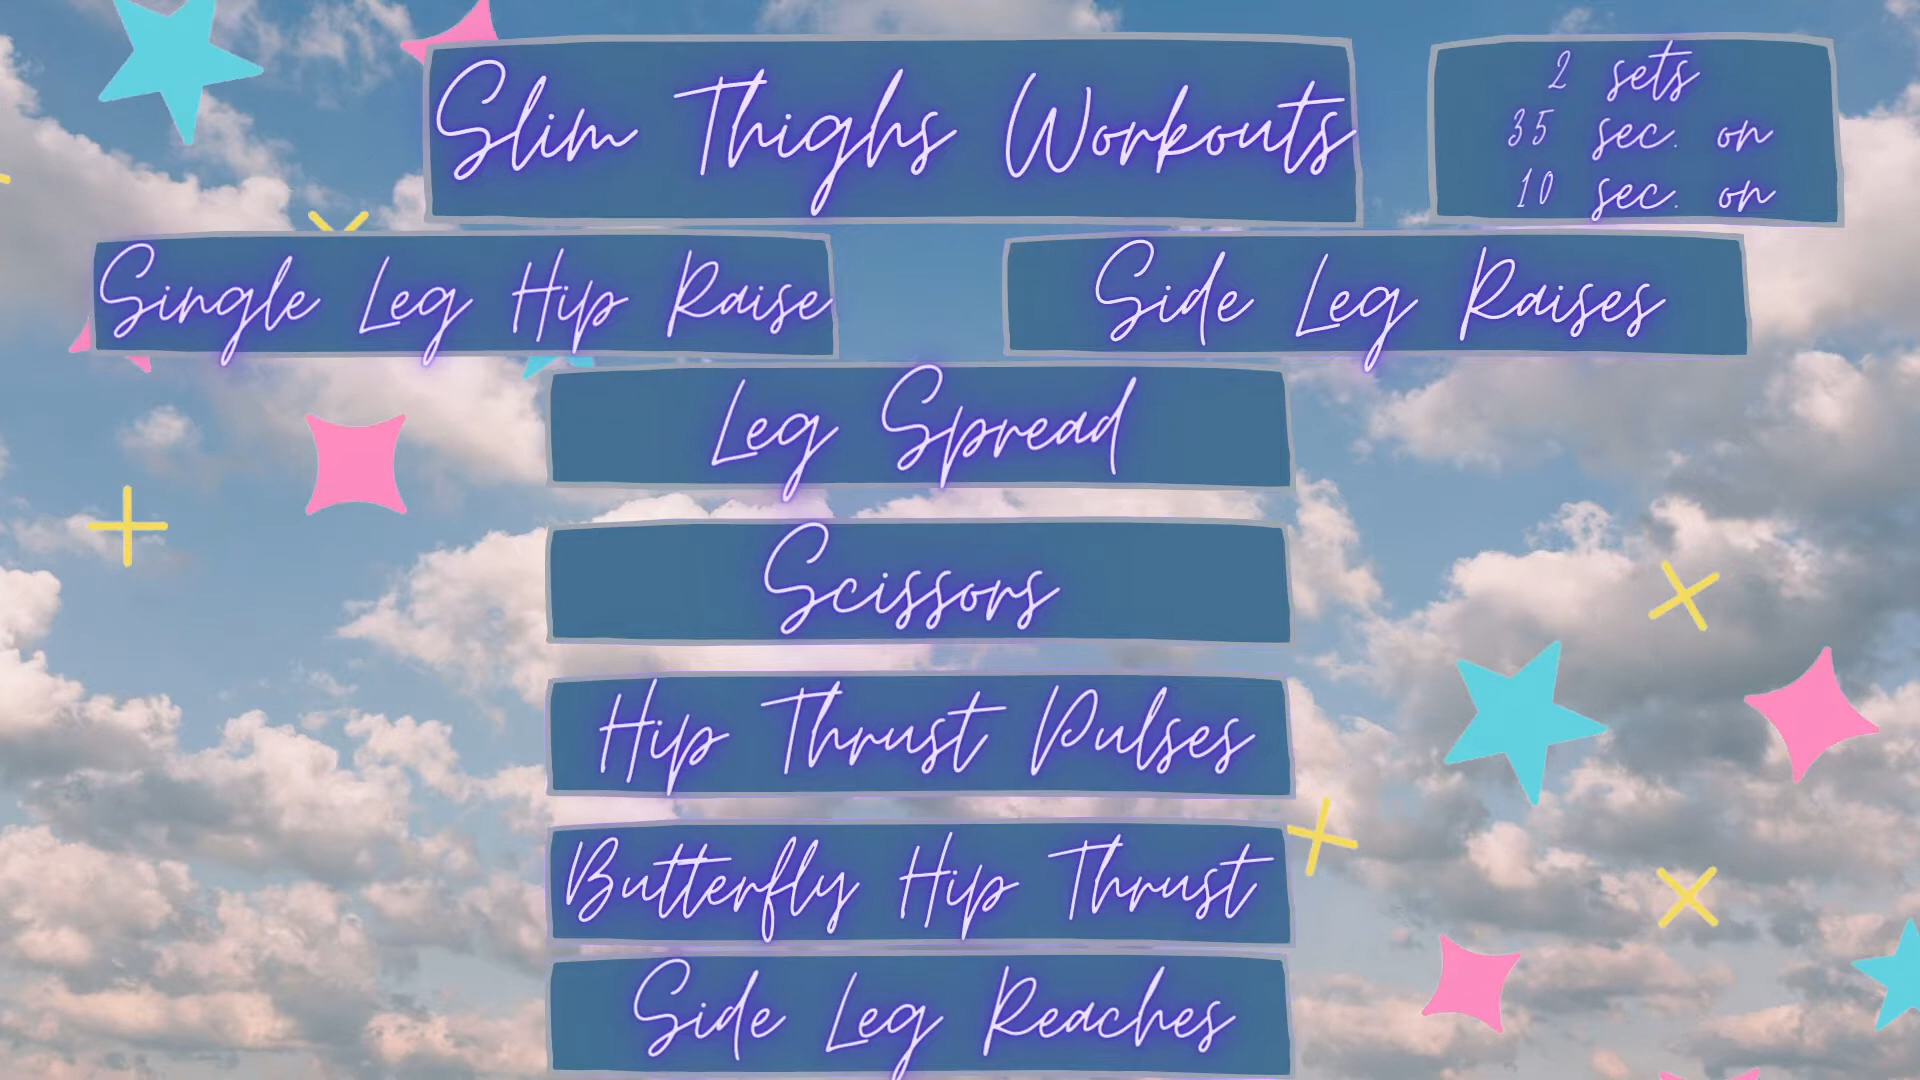 Slim Thighs Workouts
2 sets
35 sec. on
10 sec. on
Single Leg Hip Raise
Side Leg Raises
Leg Spread
Scissors
Hip Thrust Pulses
Butterfly Hip Thrust
Side Leg Reaches